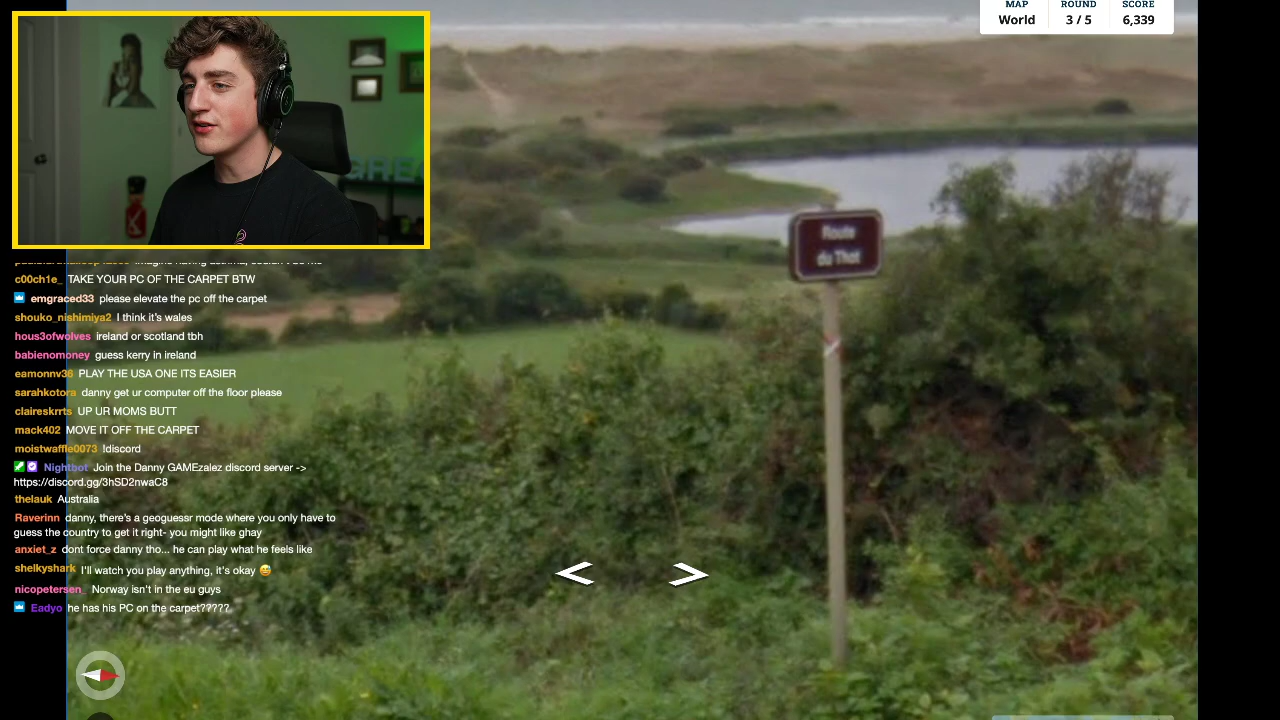 MAP
ROUND
SCORE
World
3 / 5
6,339
GRE
c00ch1e_ TAKE YOUR PC OF THE CARPET BTW
emgraced33 please elevate the pc off the carpet
shouko_nishimiya2 I think it's wales
hous3ofwolves ireland or scotland tbh
babienomoney guess kerry in ireland
eamonnv36 PLAY THE USA ONE ITS EASIER
sarahkotora danny get ur computer off the floor please
claireskrrts UP UR MOMS BUTT
mack402 MOVE IT OFF THE CARPET
moistwaffle0073 !discord
Nightbot Join the Danny GAMEzalez discord server ->
https://discord.gg/3hSD2nwaC8
thelauk Australia
Raverinn danny, there's a geoguessr mode where you only have to
guess the country to get it right- you might like ghay
anxiet_z dont force danny tho... he can play what he feels like
shelkyshark I'll watch you play anything, it's okay 😅
nicopetersen_ Norway isn't in the eu guys
Eadyo he has his PC on the carpet?????
Route
du Thot